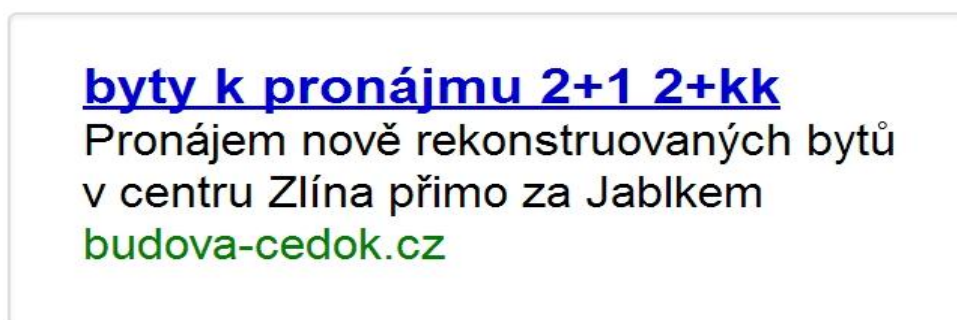 byty k pronájmu 2+1 2+kk
Pronájem nově rekonstruovaných bytů
v centru Zlína přimo za Jablkem
budova-cedok.cz